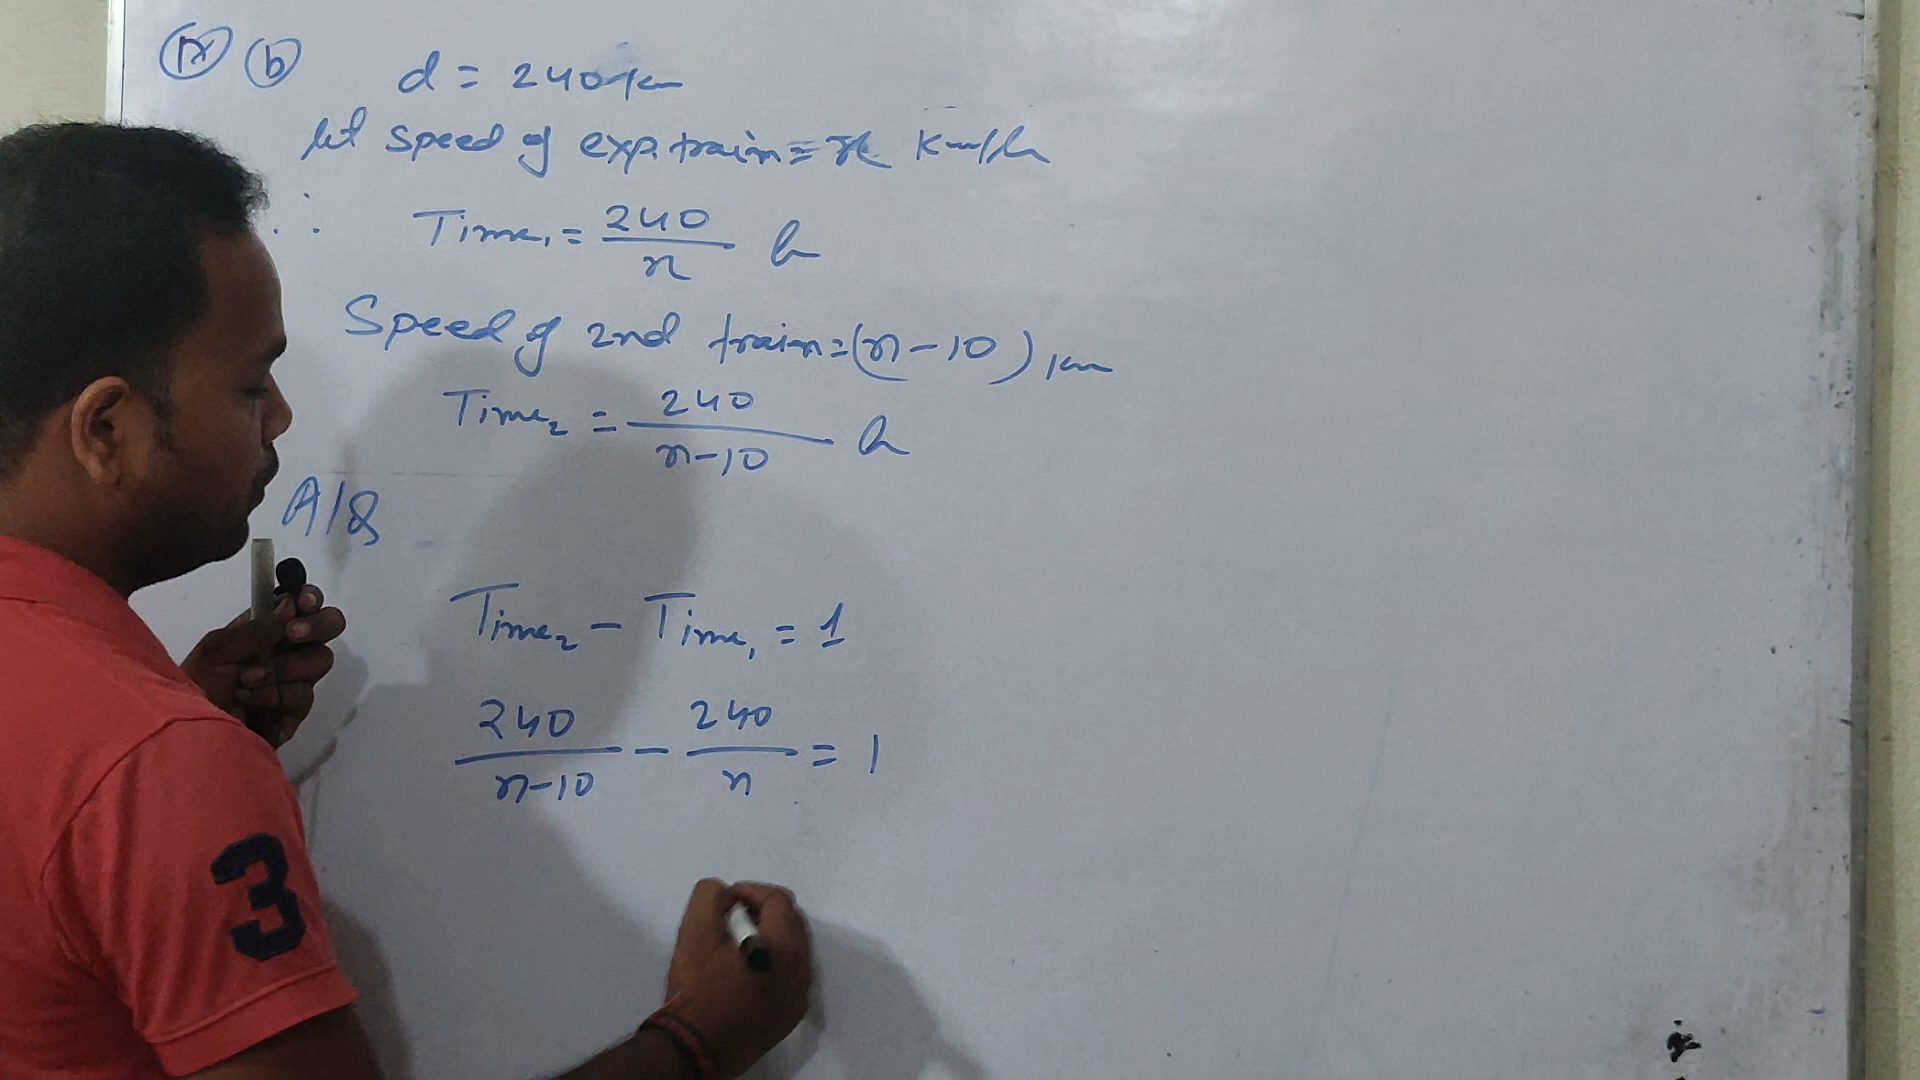 (b) d = 240 km
let speed of exp. train = x km/h
∴ Time₁ = 240/x h
Speed of 2nd train = (x-10) km
Time₂ = 240/x-10 h
A/Q
Time₂ - Time₁ = 1
240/x-10 - 240/x = 1
3